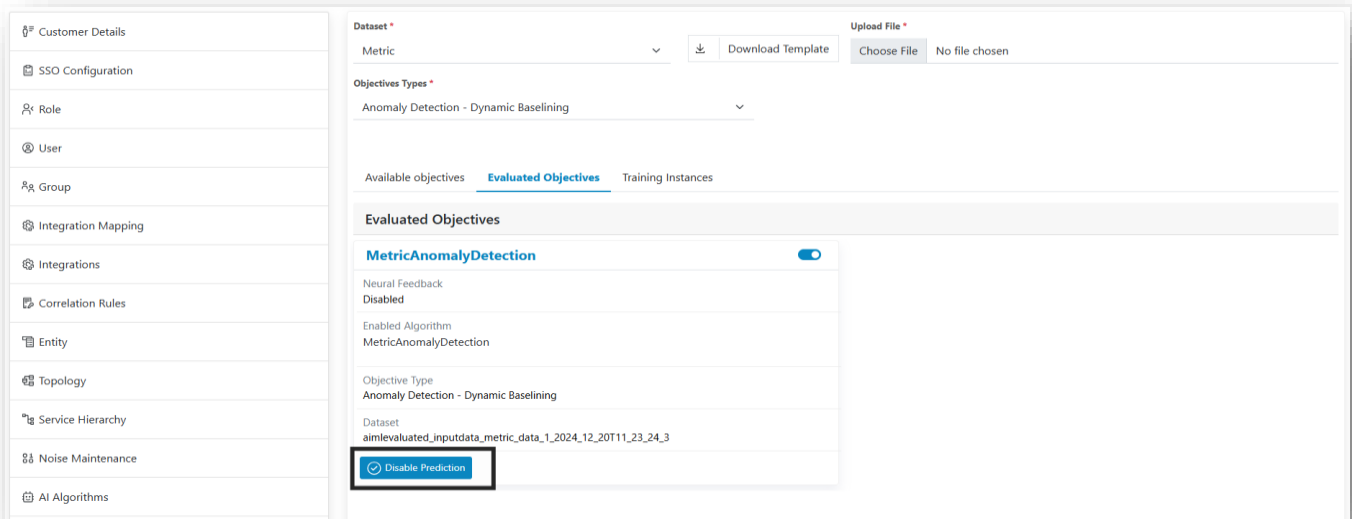 Customer Details
SSO Configuration
Role
User
Group
Integration Mapping
Integrations
Correlation Rules
Entity
Topology
Service Hierarchy
Noise Maintenance
AI Algorithms
Dataset *
Metric
Download Template
Upload File *
Choose File No file chosen
Objectives Types *
Anomaly Detection - Dynamic Baselining
Available objectives Evaluated Objectives Training Instances
Evaluated Objectives
MetricAnomalyDetection
Neural Feedback
Disabled
Enabled Algorithm
MetricAnomalyDetection
Objective Type
Anomaly Detection - Dynamic Baselining
Dataset
aimlevaluated_inputdata_metric_data_1_2024_12_20T11_23_24_3
Disable Prediction